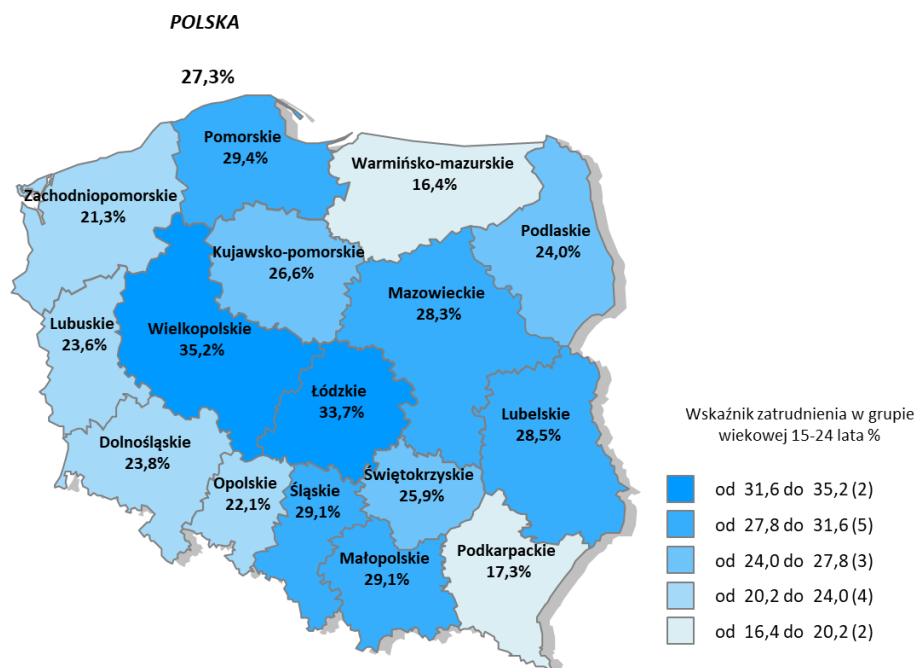 POLSKA
27,3%
Pomorskie
29,4%
Warmińsko-mazurskie
16,4%
Zachodniopomorskie
21,3%
Podlaskie
24,0%
Kujawsko-pomorskie
26,6%
Mazowieckie
28,3%
Lubuskie
23,6%
Wielkopolskie
35,2%
Łódzkie
33,7%
Lubelskie
28,5%
Dolnośląskie
23,8%
Opolskie
22,1%
Śląskie
29,1%
Świętokrzyskie
25,9%
Małopolskie
29,1%
Podkarpackie
17,3%
Wskaźnik zatrudnienia w grupie
wiekowej 15-24 lata %
od 31,6 do 35,2 (2)
od 27,8 do 31,6 (5)
od 24,0 do 27,8 (3)
od 20,2 do 24,0 (4)
od 16,4 do 20,2 (2)